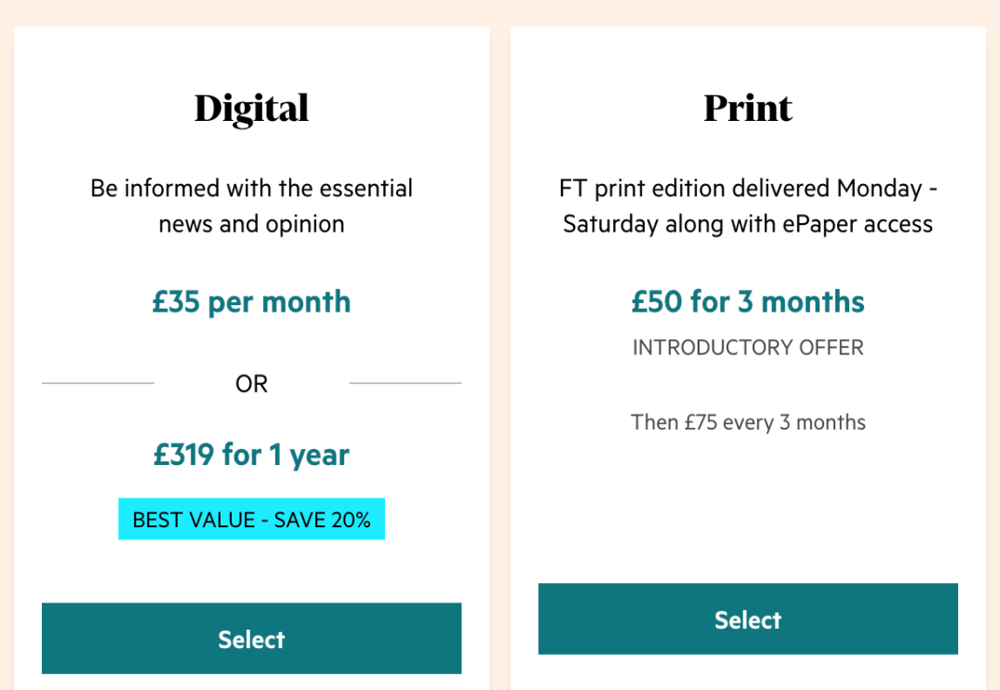 Digital
Be informed with the essential
news and opinion
£35 per month
OR
£319 for 1 year
BEST VALUE - SAVE 20%
Select
Print
FT print edition delivered Monday -
Saturday along with ePaper access
£50 for 3 months
INTRODUCTORY OFFER
Then £75 every 3 months
Select